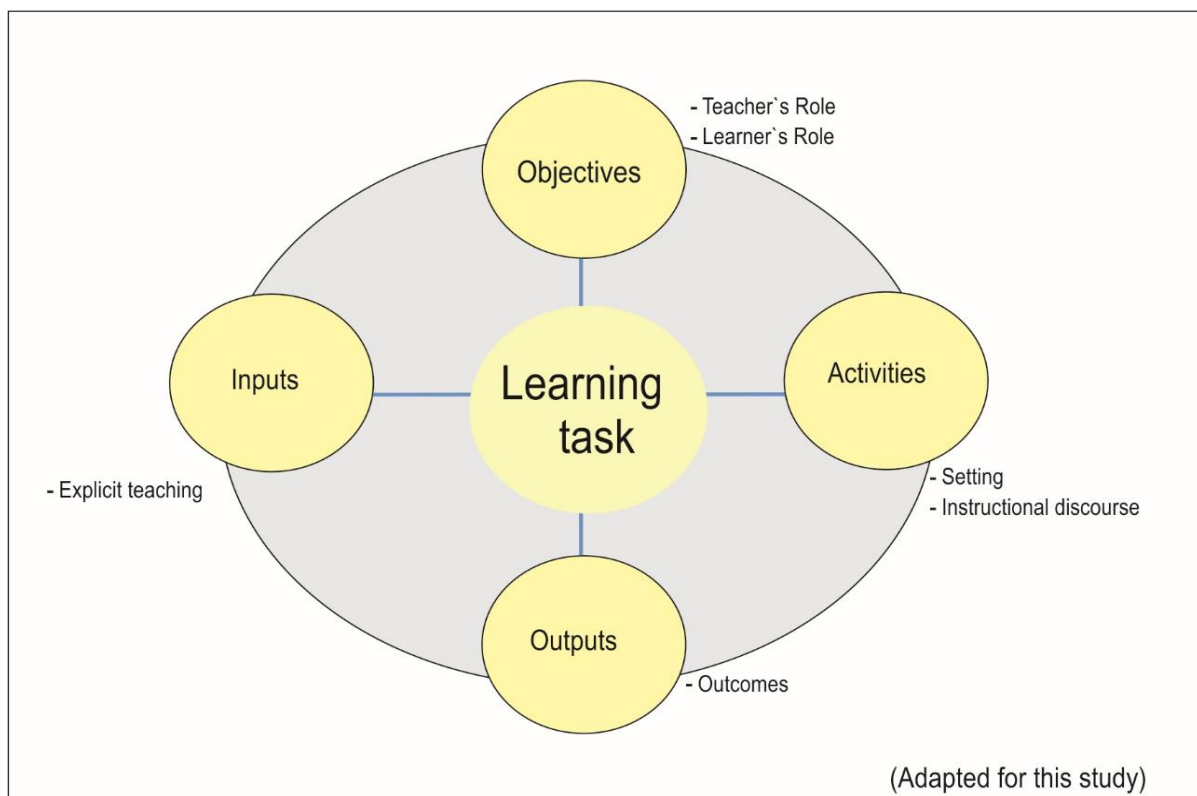 - Teacher`s Role
- Learner`s Role
Objectives
Inputs
Activities
Learning
task
- Explicit teaching
- Setting
- Instructional discourse
Outputs
- Outcomes
(Adapted for this study)